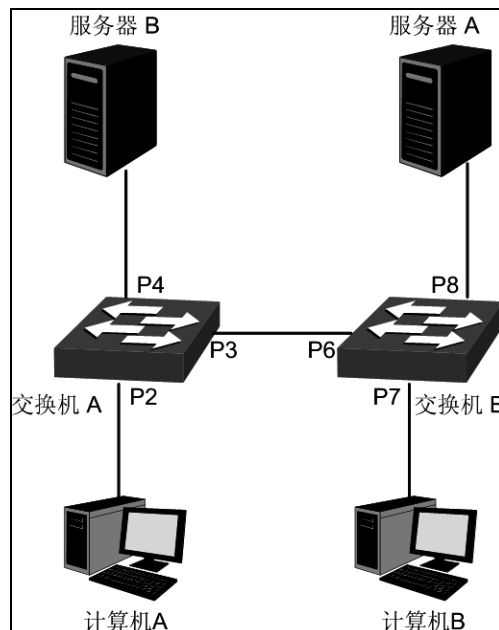 服务器 B
服务器 A
P4
P8
P3
P6
P2
P7
交换机 A
交换机 B
计算机A
计算机B